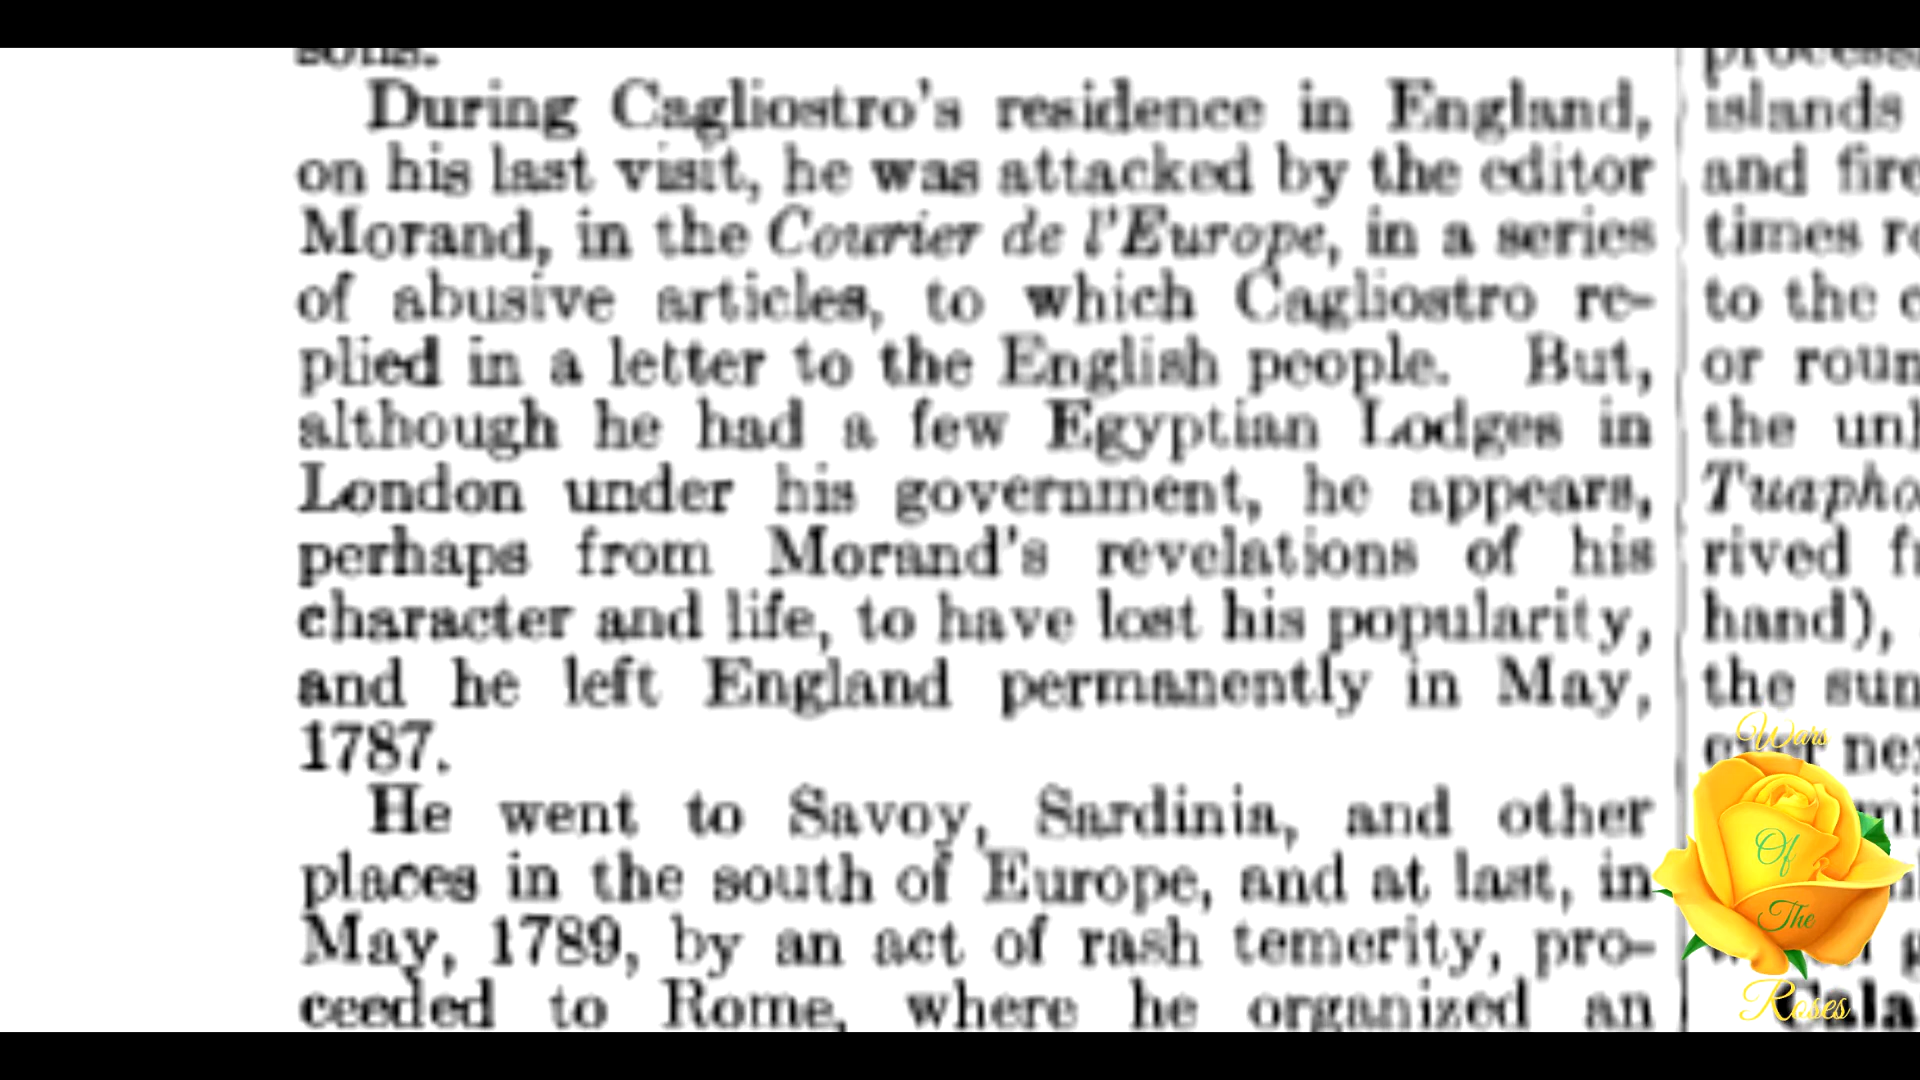 sons.
During Cagliostro's residence in England,
on his last visit, he was attacked by the editor
Morand, in the Courier de l'Europe, in a series
of abusive articles, to which Cagliostro re-
plied in a letter to the English people. But,
although he had a few Egyptian Lodges in
London under his government, he appears,
perhaps from Morand's revelations of his
character and life, to have lost his popularity,
and he left England permanently in May,
1787.
He went to Savoy, Sardinia, and other
places in the south of Europe, and at last, in
May, 1789, by an act of rash temerity, pro-
ceeded to Rome, where he organized an
islands
and fire
times
to the
or
the
rived
hand),
the
Wars
Of
The
Roses